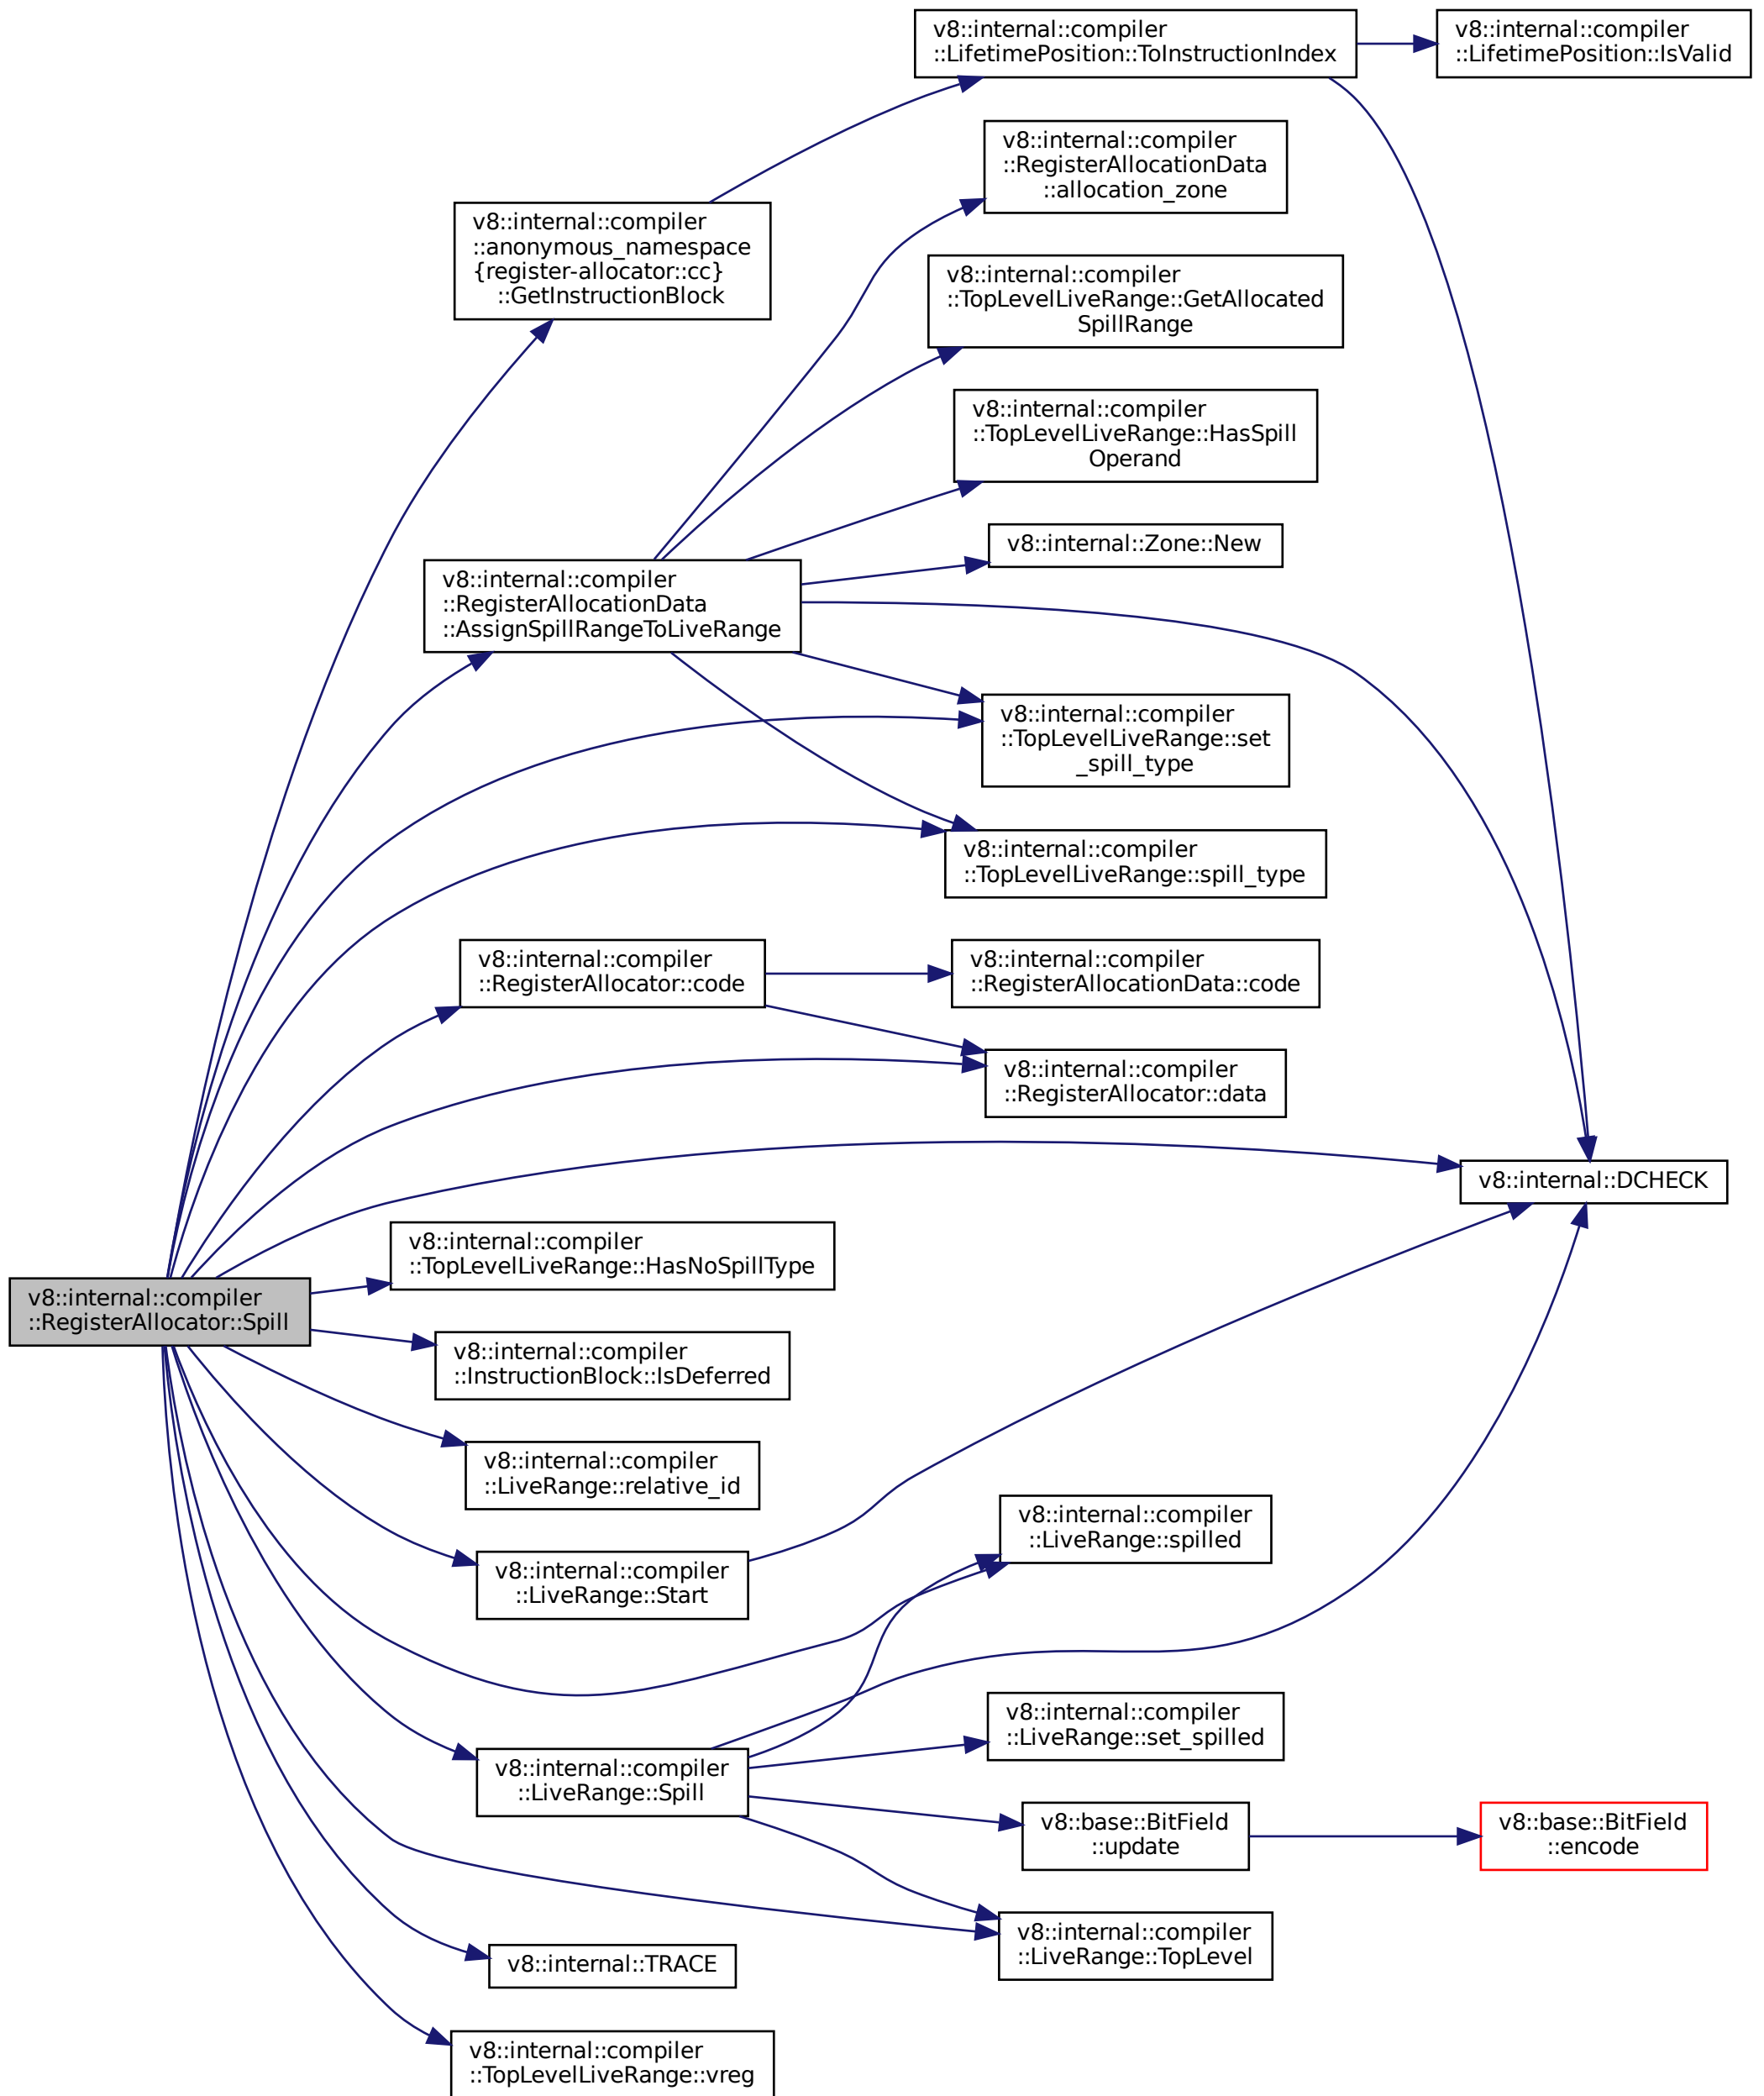 v8::internal::compiler
::LifetimePosition::ToInstructionIndex
v8::internal::compiler
::LifetimePosition::IsValid
v8::internal::compiler
::RegisterAllocationData
::allocation_zone
v8::internal::compiler
::anonymous_namespace
{register-allocator::cc}
::GetInstructionBlock
v8::internal::compiler
::TopLevelLiveRange::GetAllocated
SpillRange
v8::internal::compiler
::TopLevelLiveRange::HasSpill
Operand
v8::internal::Zone::New
v8::internal::compiler
::RegisterAllocationData
::AssignSpillRangeToLiveRange
v8::internal::compiler
::TopLevelLiveRange::set
_spill_type
v8::internal::compiler
::TopLevelLiveRange::spill_type
v8::internal::compiler
::RegisterAllocator::code
v8::internal::compiler
::RegisterAllocationData::code
v8::internal::compiler
::RegisterAllocator::data
v8::internal::DCHECK
v8::internal::compiler
::TopLevelLiveRange::HasNoSpillType
v8::internal::compiler
::RegisterAllocator::Spill
v8::internal::compiler
::InstructionBlock::IsDeferred
v8::internal::compiler
::LiveRange::relative_id
v8::internal::compiler
::LiveRange::spilled
v8::internal::compiler
::LiveRange::Start
v8::internal::compiler
::LiveRange::set_spilled
v8::internal::compiler
::LiveRange::Spill
v8::base::BitField
::update
v8::base::BitField
::encode
v8::internal::compiler
::LiveRange::TopLevel
v8::internal::TRACE
v8::internal::compiler
::TopLevelLiveRange::vreg